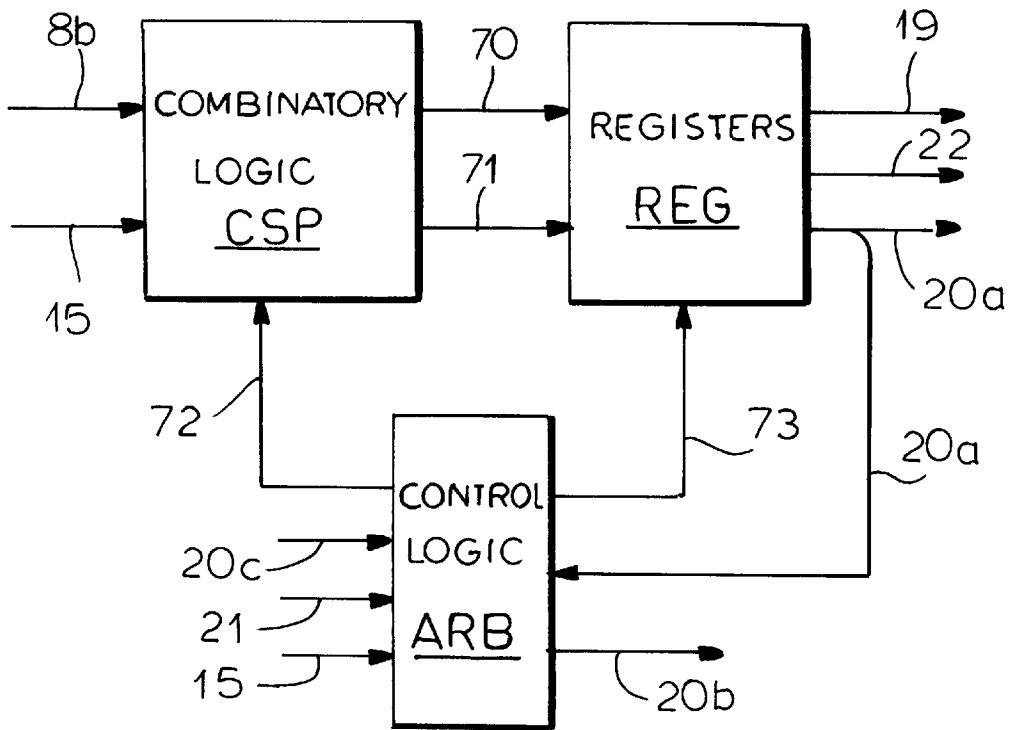 8b
70
19
COMBINATORY
LOGIC
CSP
REGISTERS
REG
22
71
15
20a
72
73
20a
CONTROL
LOGIC
ARB
20c
21
15
20b